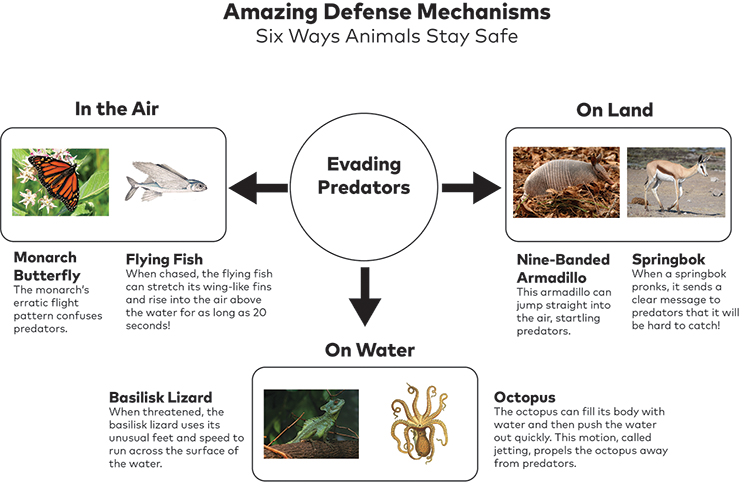 Amazing Defense Mechanisms
Six Ways Animals Stay Safe
In the Air
Evading
Predators
On Land
Monarch
Butterfly
The monarch's
erratic flight
pattern confuses
predators.
Flying Fish
When chased, the flying fish
can stretch its wing-like fins
and rise into the air above
the water for as long as 20
seconds!
Nine-Banded
Armadillo
This armadillo can
jump straight into
the air, startling
predators.
Springbok
When a springbok
pronks, it sends a
clear message to
predators that it will
be hard to catch!
On Water
Basilisk Lizard
When threatened, the
basilisk lizard uses its
unusual feet and speed to
run across the surface of
the water.
Octopus
The octopus can fill its body with
water and then push the water
out quickly. This motion, called
jetting, propels the octopus away
from predators.